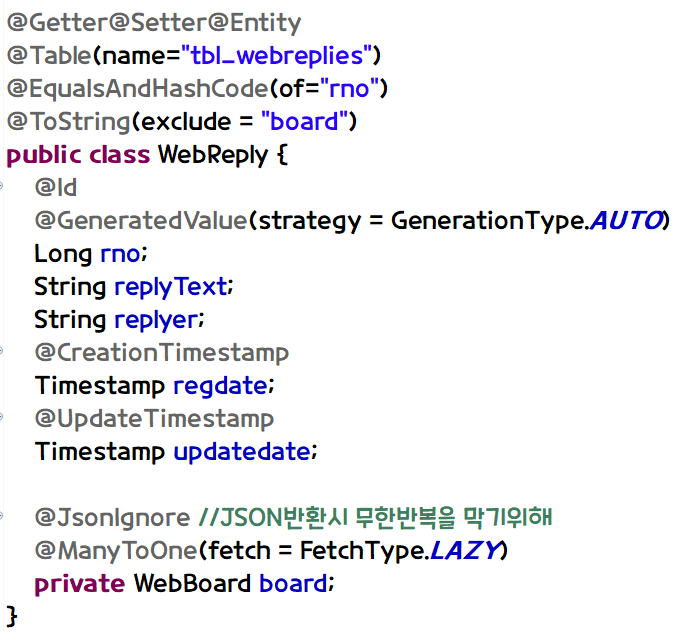 @Getter@Setter@Entity
@Table(name="tbl_webreplies")
@EqualsAndHashCode(of="rno")
@ToString(exclude = "board")
public class WebReply {
@Id
@GeneratedValue(strategy = GenerationType.AUTO)
Long rno;
String replyText;
String replyer;
@CreationTimestamp
Timestamp regdate;
@UpdateTimestamp
Timestamp updatedate;
@JsonIgnore //JSON반환시 무한반복을 막기위해
@ManyToOne(fetch = FetchType.LAZY)
private WebBoard board;
}